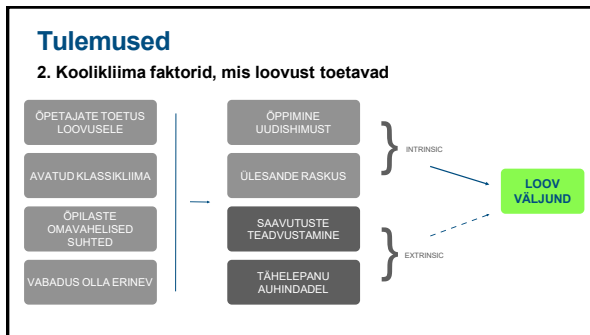 Tulemused
2. Koolikliima faktorid, mis loovust toetavad
ÕPETAJATE TOETUS
LOOVUSELE
AVATUD KLASSIKLIIMA
ÕPILASTE
OMAVAHELISED
SUHTED
VABADUS OLLA ERINEV
ÕPPIMINE
UUDISHIMUST
ÜLESANDE RASKUS
SAAVUTUSTE
TEADVUSTAMINE
TÄHELEPANU
AUHINDADEL
INTRINSIC
EXTRINSIC
LOOV
VÄLJUND